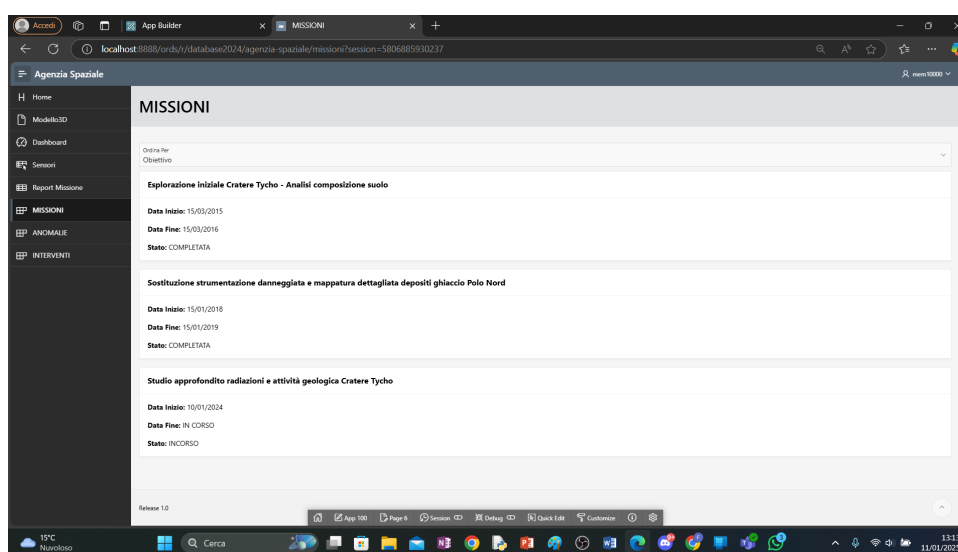 Accedi
App Builder
MISSIONI
localhost:8888/ords/r/database2024/agenzia-spaziale/missioni?session=5806885930237
Agenzia Spaziale
mem10000
H Home
Modello3D
Dashboard
Sensori
Report Missione
MISSIONI
ANOMALIE
INTERVENTI
MISSIONI
Ordina Per
Obiettivo
Esplorazione iniziale Cratere Tycho - Analisi composizione suolo
Data Inizio: 15/03/2015
Data Fine: 15/03/2016
Stato: COMPLETATA
Sostituzione strumentazione danneggiata e mappatura dettagliata depositi ghiaccio Polo Nord
Data Inizio: 15/01/2018
Data Fine: 15/01/2019
Stato: COMPLETATA
Studio approfondito radiazioni e attività geologica Cratere Tycho
Data Inizio: 10/01/2024
Data Fine: IN CORSO
Stato: INCORSO
Release 1.0
App 100 Page 6 Session Debug Quick Edit Customize
15°C
Nuvoloso
Cerca
13:13
11/01/202